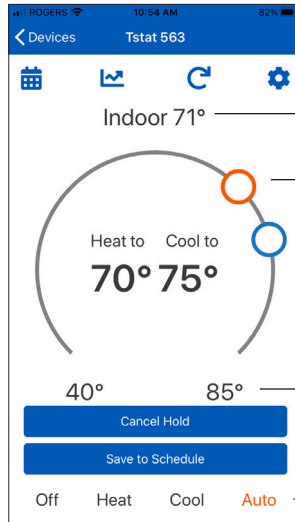 ROGERS 10:54 AM 82%
Devices Tstat 563
Indoor 71°
Heat to Cool to
70° 75°
40° 85°
Cancel Hold
Save to Schedule
Off Heat Cool Auto